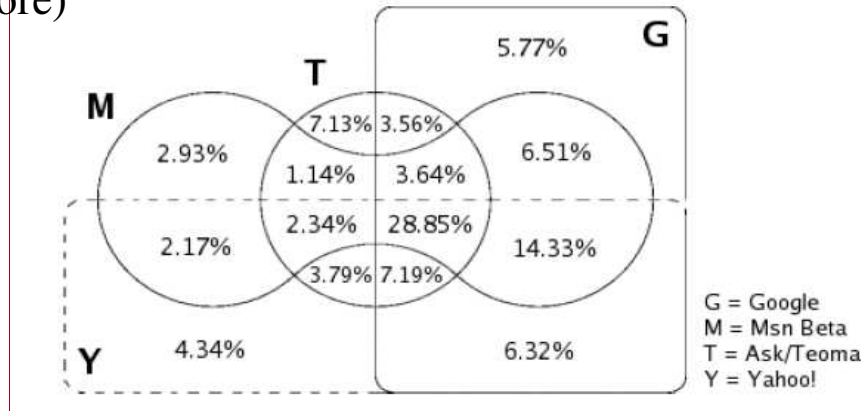 ore)
G
5.77%
T
M
7.13% 3.56%
2.93%
6.51%
1.14% 3.64%
2.34% 28.85%
2.17%
14.33%
3.79% 7.19%
G = Google
M = Msn Beta
T = Ask/Teoma
Y = Yahoo!
Y
4.34%
6.32%